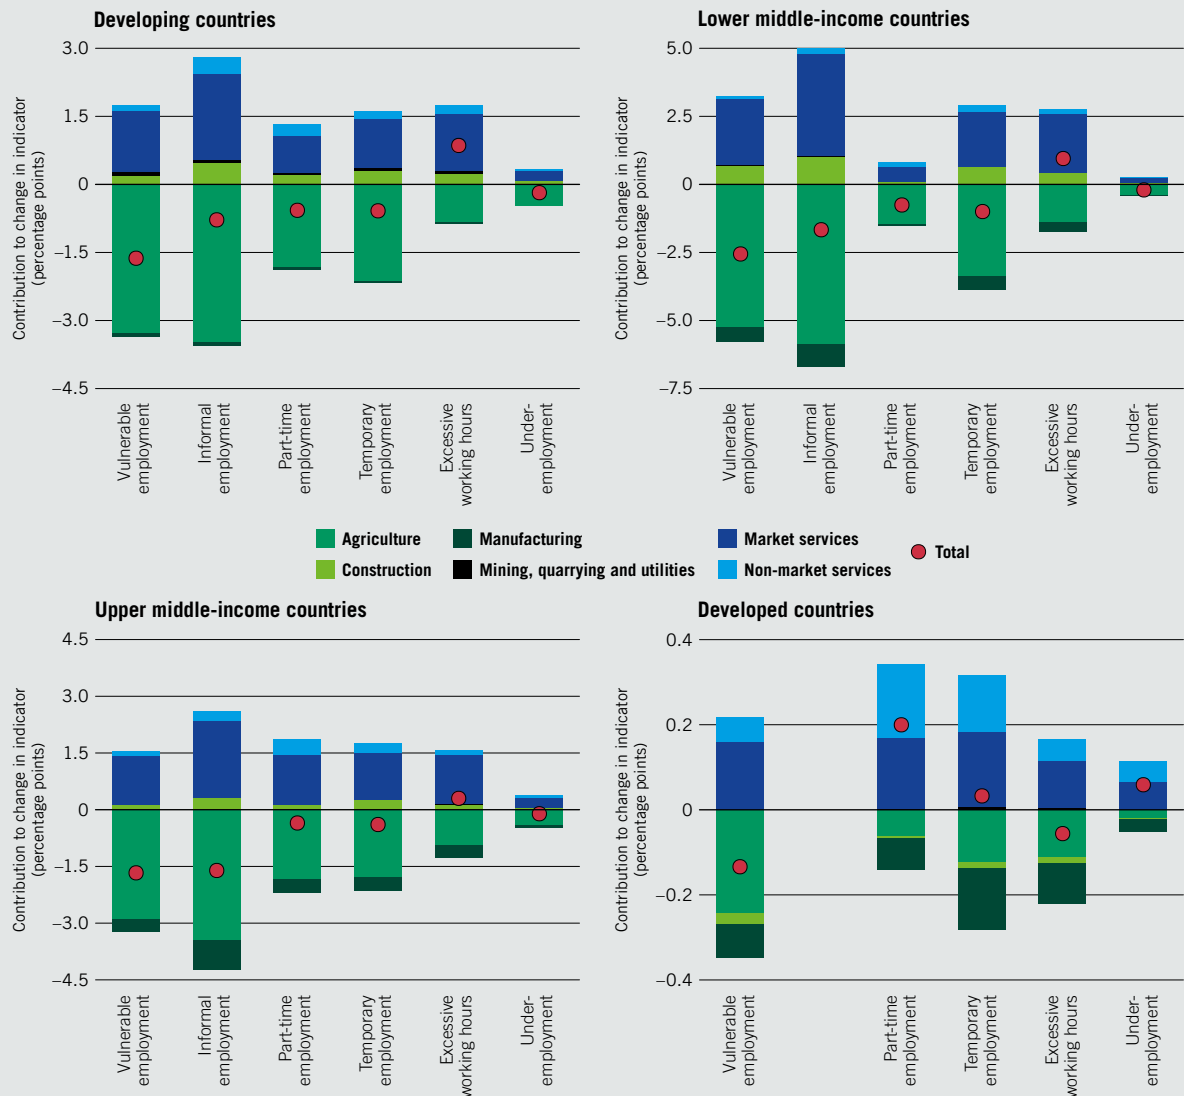 Developing countries
Contribution to change in indicator
(percentage points)
3.0
1.5
0
–1.5
–3.0
–4.5
Vulnerable
employment
Informal
employment
Part-time
employment
Temporary
employment
Excessive
working hours
Under-
employment
Lower middle-income countries
Contribution to change in indicator
(percentage points)
5.0
2.5
0
–2.5
–5.0
–7.5
Vulnerable
employment
Informal
employment
Part-time
employment
Temporary
employment
Excessive
working hours
Under-
employment
Agriculture
Manufacturing
Market services
Total
Construction
Mining, quarrying and utilities
Non-market services
Upper middle-income countries
Contribution to change in indicator
(percentage points)
4.5
3.0
1.5
0
–1.5
–3.0
–4.5
Vulnerable
employment
Informal
employment
Part-time
employment
Temporary
employment
Excessive
working hours
Under-
employment
Developed countries
Contribution to change in indicator
(percentage points)
0.4
0.2
0
–0.2
–0.4
Vulnerable
employment
Part-time
employment
Temporary
employment
Excessive
working hours
Under-
employment